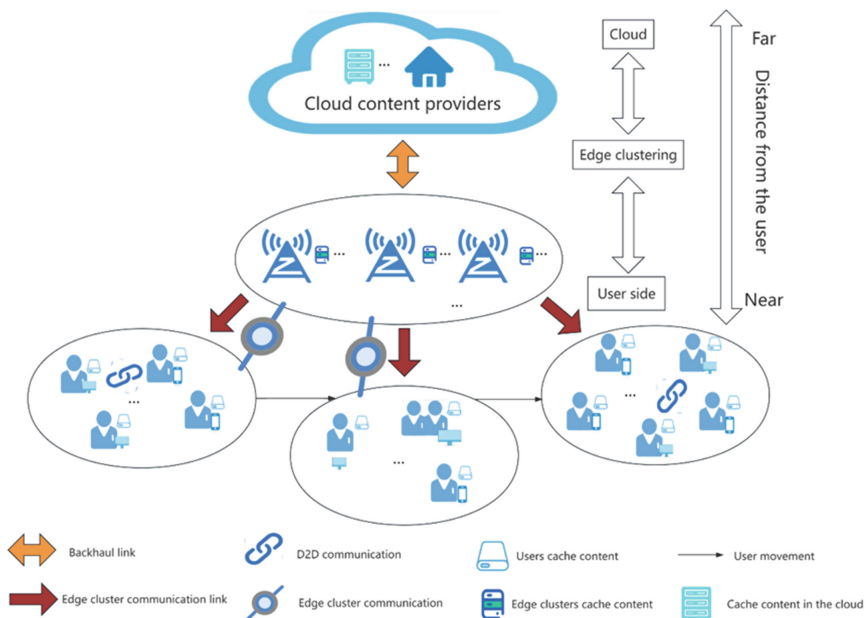 ...
Cloud content providers
Cloud
Edge clustering
User side
Far
Distance from the user
Near
... ... ...
...
...
...
...
Backhaul link
D2D communication
Users cache content
User movement
Edge cluster communication link
Edge cluster communication
Edge clusters cache content
Cache content in the cloud